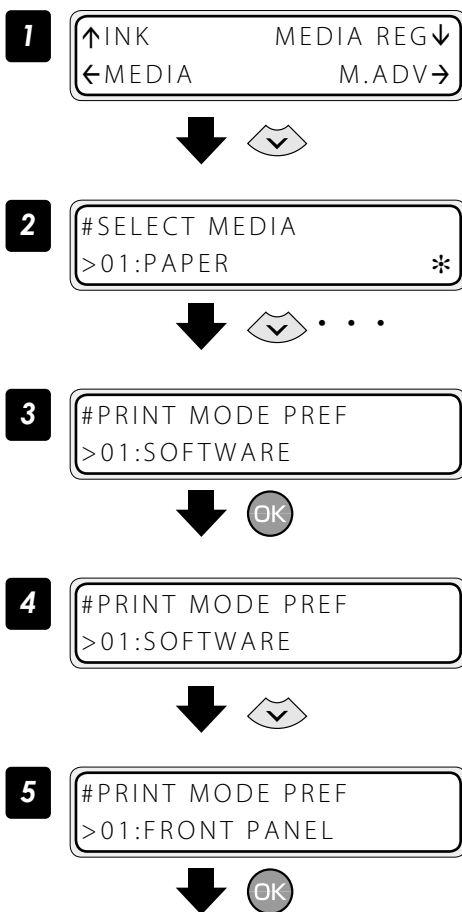 1
↑INK MEDIA REG↓
←MEDIA M.ADV→
2
#SELECT MEDIA
>01:PAPER *
· · ·
3
#PRINT MODE PREF
>01:SOFTWARE
OK
4
#PRINT MODE PREF
>01:SOFTWARE
5
#PRINT MODE PREF
>01:FRONT PANEL
OK